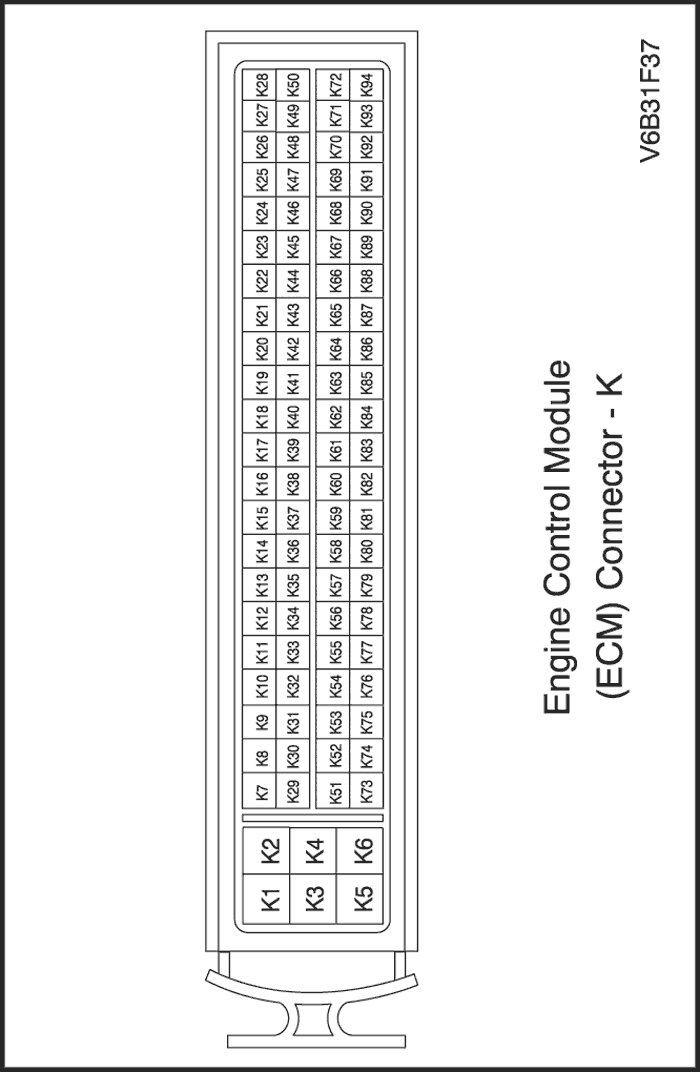 K1 K2 K7 K8 K9 K10 K11 K12 K13 K14 K15 K16 K17 K18 K19 K20 K21 K22 K23 K24 K25 K26 K27 K28
K29 K30 K31 K32 K33 K34 K35 K36 K37 K38 K39 K40 K41 K42 K43 K44 K45 K46 K47 K48 K49 K50
K3 K4
K51 K52 K53 K54 K55 K56 K57 K58 K59 K60 K61 K62 K63 K64 K65 K66 K67 K68 K69 K70 K71 K72
K5 K6 K73 K74 K75 K76 K77 K78 K79 K80 K81 K82 K83 K84 K85 K86 K87 K88 K89 K90 K91 K92 K93 K94
Engine Control Module
(ECM) Connector - K
V6B31F37